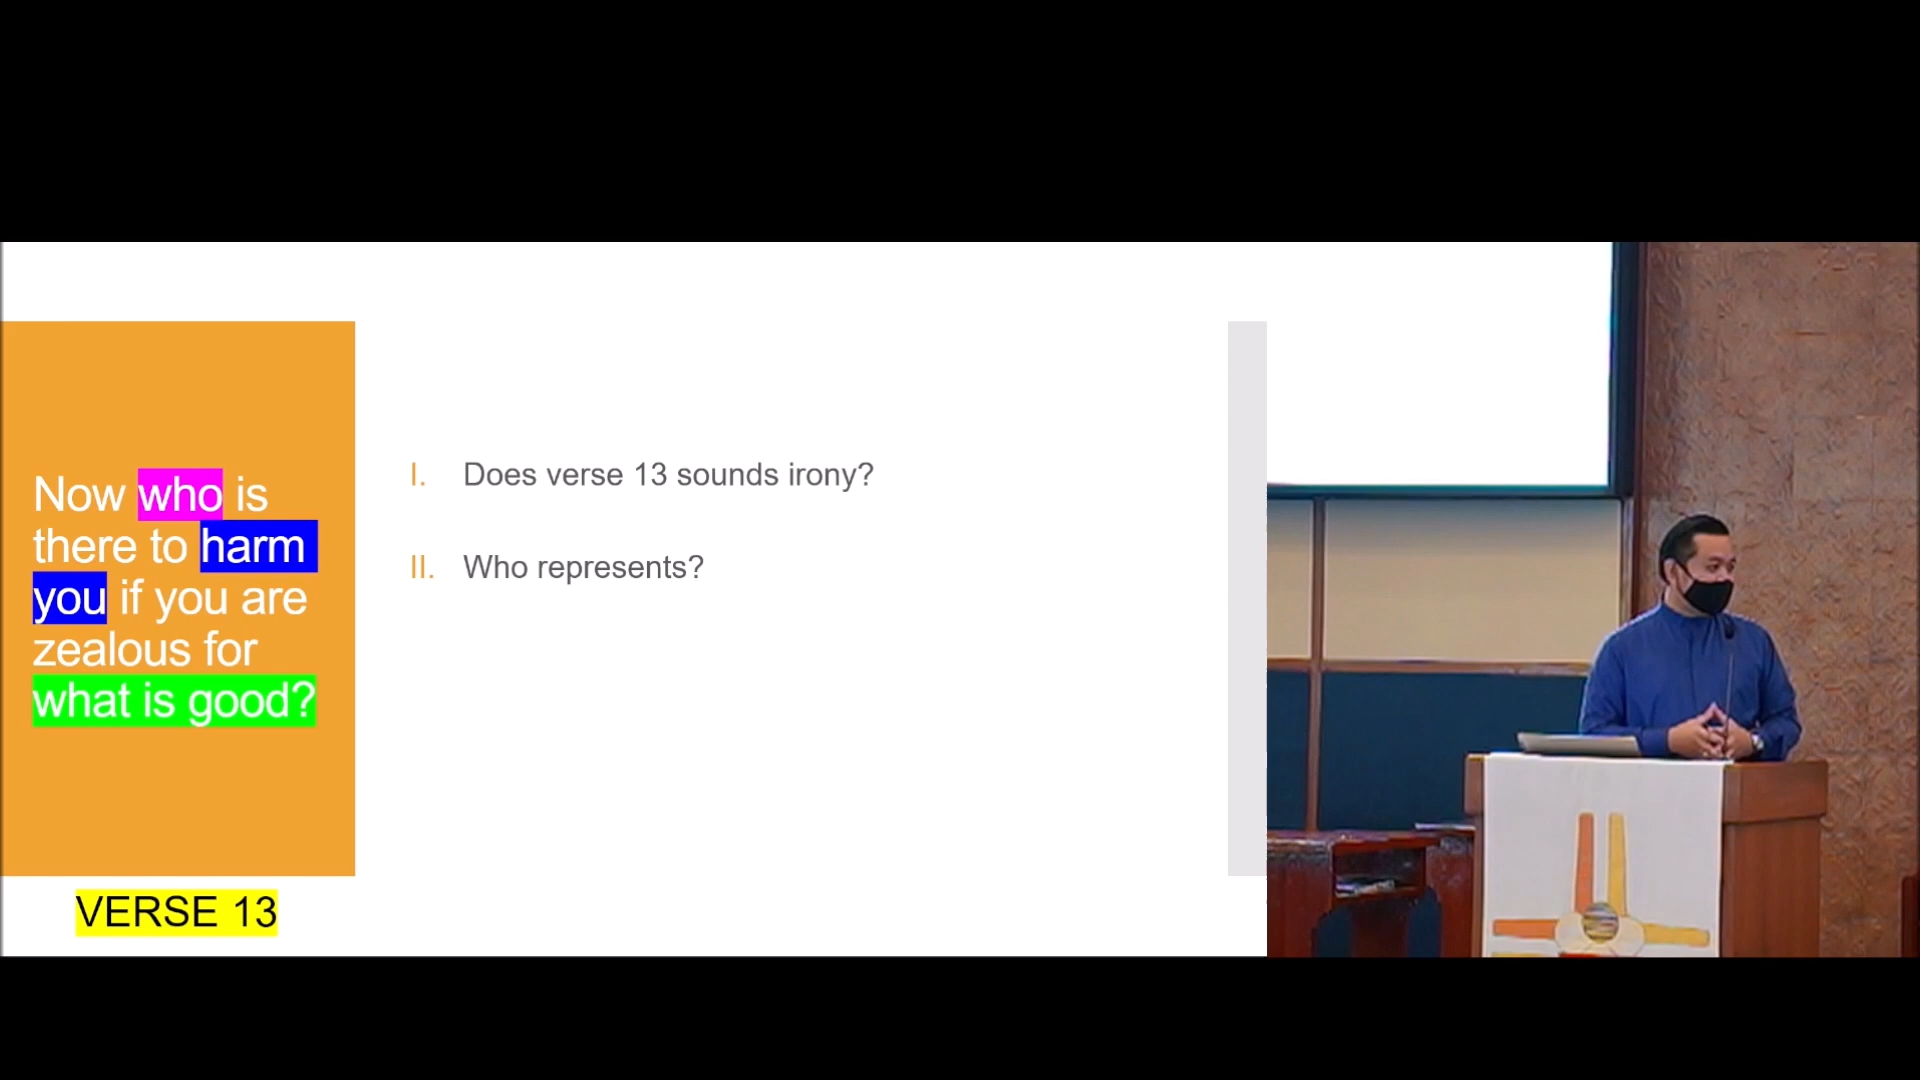 Now who is
there to harm
you if you are
zealous for
what is good?
VERSE 13
I. Does verse 13 sounds irony?
II. Who represents?